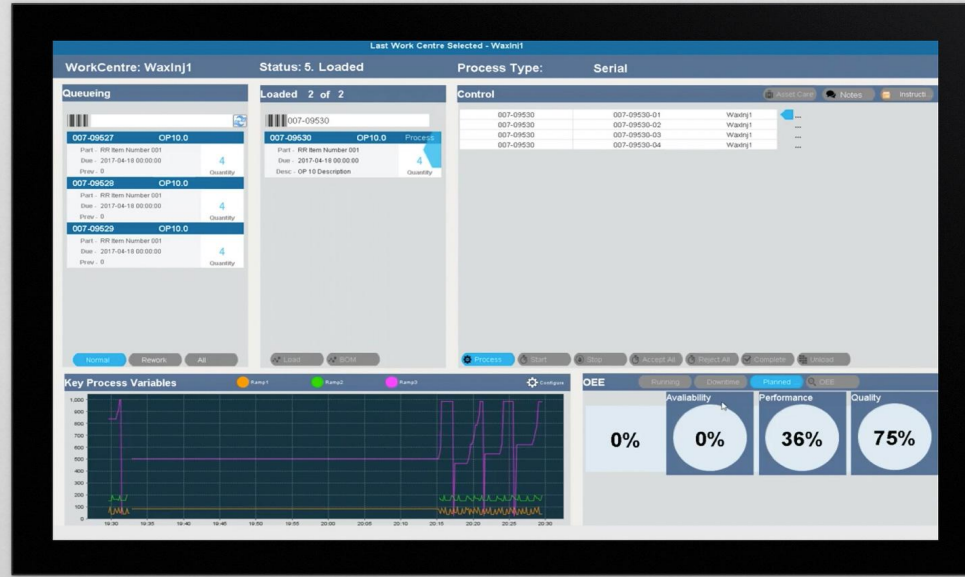 Last Work Centre Selected - WaxInj1
WorkCentre: WaxInj1 Status: 5. Loaded Process Type: Serial
Queueing
007-09527 OP10.0
Part - RR Item Number 001
Due - 2017-04-18 00:00:00
Prev - 0
4
Quantity
007-09528 OP10.0
Part - RR Item Number 001
Due - 2017-04-18 00:00:00
Prev - 0
4
Quantity
007-09529 OP10.0
Part - RR Item Number 001
Due - 2017-04-18 00:00:00
Prev - 0
4
Quantity
Normal Rework All
Loaded 2 of 2
007-09530
007-09530 OP10.0 Process
Part - RR Item Number 001
Due - 2017-04-18 00:00:00
Desc - OP 10 Description
4
Quantity
Load BOM
Control Asset Care Notes Instructi
007-09530 007-09530-01 WaxInj1 ...
007-09530 007-09530-02 WaxInj1 ...
007-09530 007-09530-03 WaxInj1 ...
007-09530 007-09530-04 WaxInj1 ...
Process Start Stop Accept All Reject All Complete Unload
Key Process Variables Ramp1 Ramp2 Ramp3 Configure
1,000
900
800
700
600
500
400
300
200
100
0
19:30 19:35 19:40 19:45 19:50 19:55 20:00 20:05 20:10 20:15 20:20 20:25 20:30
OEE Running Downtime Planned OEE
Availability Performance Quality
0% 0% 36% 75%